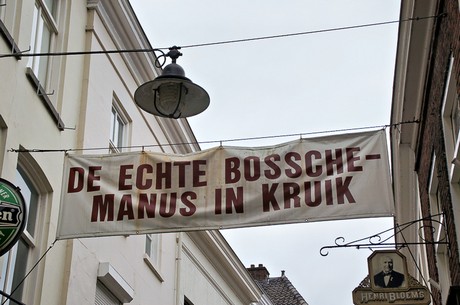 DE ECHTE BOSSCHE-
MANUS IN KRUIK
HENRI BLOEMS